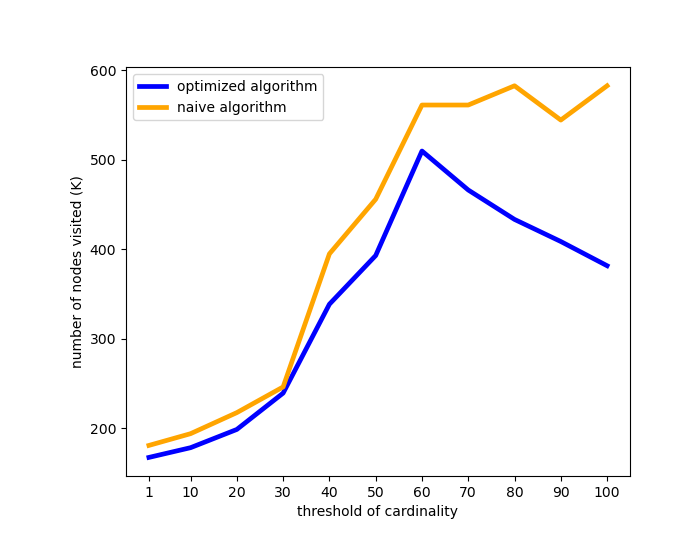 optimized algorithm
naive algorithm
number of nodes visited (K)
600
500
400
300
200
1 10 20 30 40 50 60 70 80 90 100
threshold of cardinality